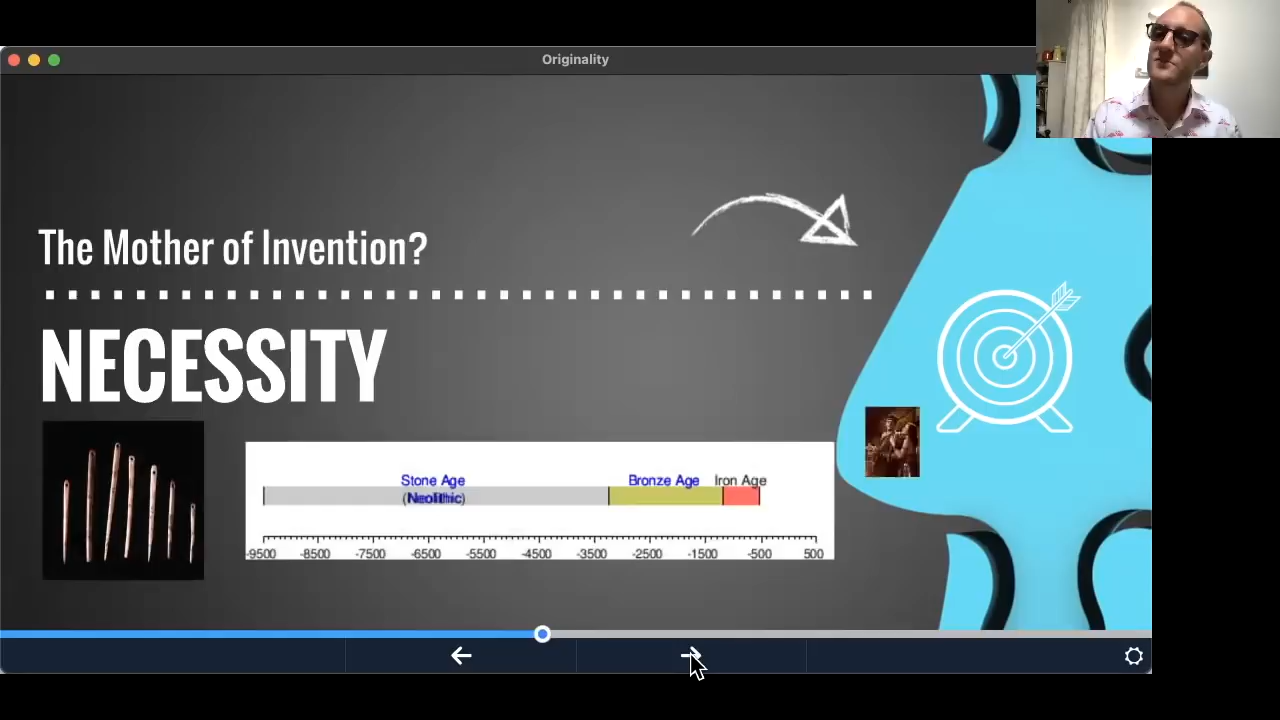 Originality
The Mother of Invention?
NECESSITY
Stone Age Bronze Age Iron Age
(Neolithic)
-9500 -8500 -7500 -6500 -5500 -4500 -3500 -2500 -1500 -500 500